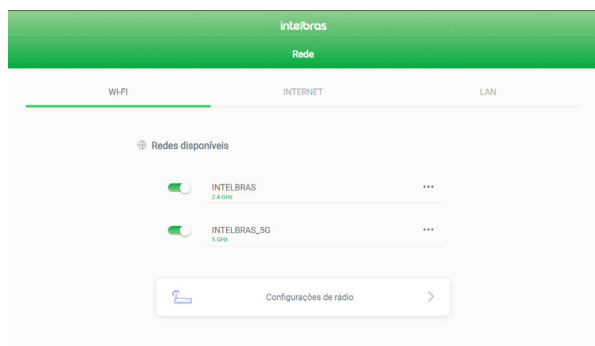 intelbras
Rede
WI-FI INTERNET LAN
Redes disponíveis
INTELBRAS
2.4 GHz
INTELBRAS_5G
5 GHz
Configurações de rádio